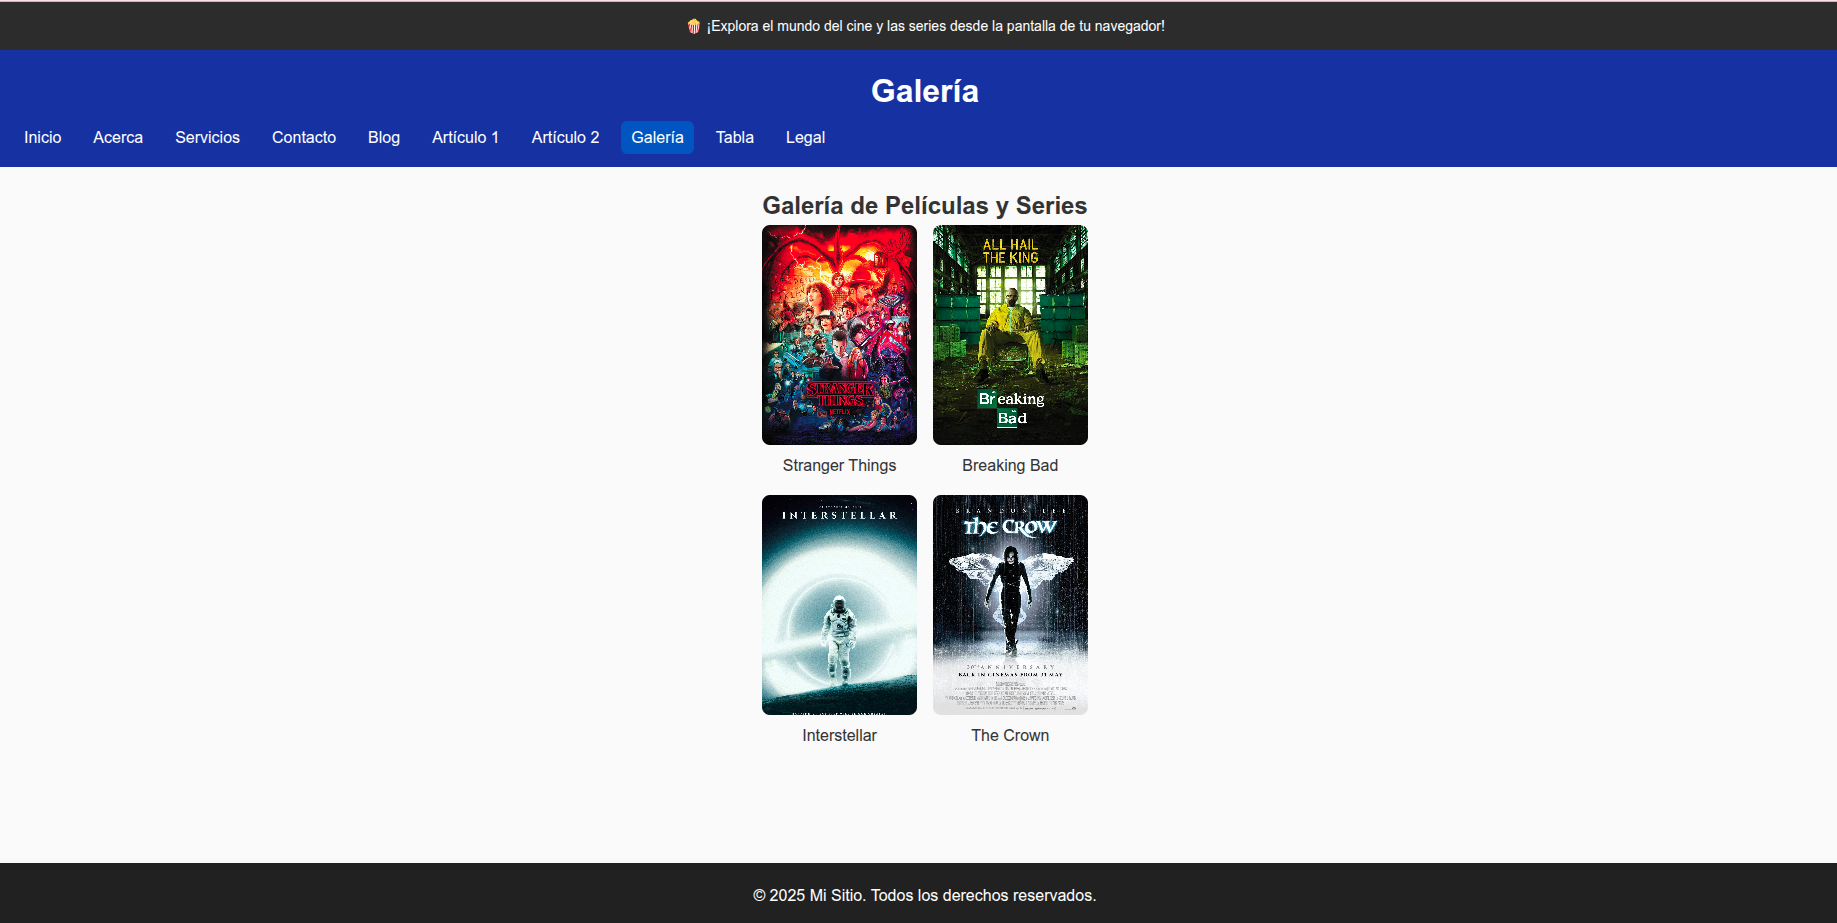 🍿 ¡Explora el mundo del cine y las series desde la pantalla de tu navegador!
Galería
Inicio Acerca Servicios Contacto Blog Artículo 1 Artículo 2 Galería Tabla Legal
Galería de Películas y Series
STRANGER
THINGS
NETFLIX
ALL HAIL
THE KING
Breaking
Bad
Stranger Things
Breaking Bad
INTERSTELLAR
BRANDON LEE
THE CROW
ANNIVERSARY
BACK IN CINEMAS FROM 31 MAY
Interstellar
The Crown
© 2025 Mi Sitio. Todos los derechos reservados.